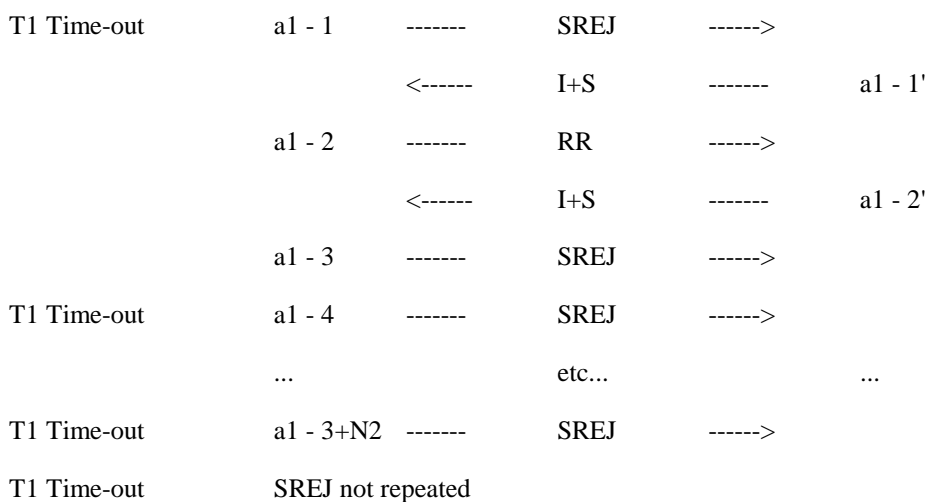 T1 Time-out a1 - 1 ------- SREJ ------>
<------ I+S ------- a1 - 1'
a1 - 2 ------- RR ------>
<------ I+S ------- a1 - 2'
a1 - 3 ------- SREJ ------>
T1 Time-out a1 - 4 ------- SREJ ------>
... etc... ...
T1 Time-out a1 - 3+N2 ------- SREJ ------>
T1 Time-out SREJ not repeated